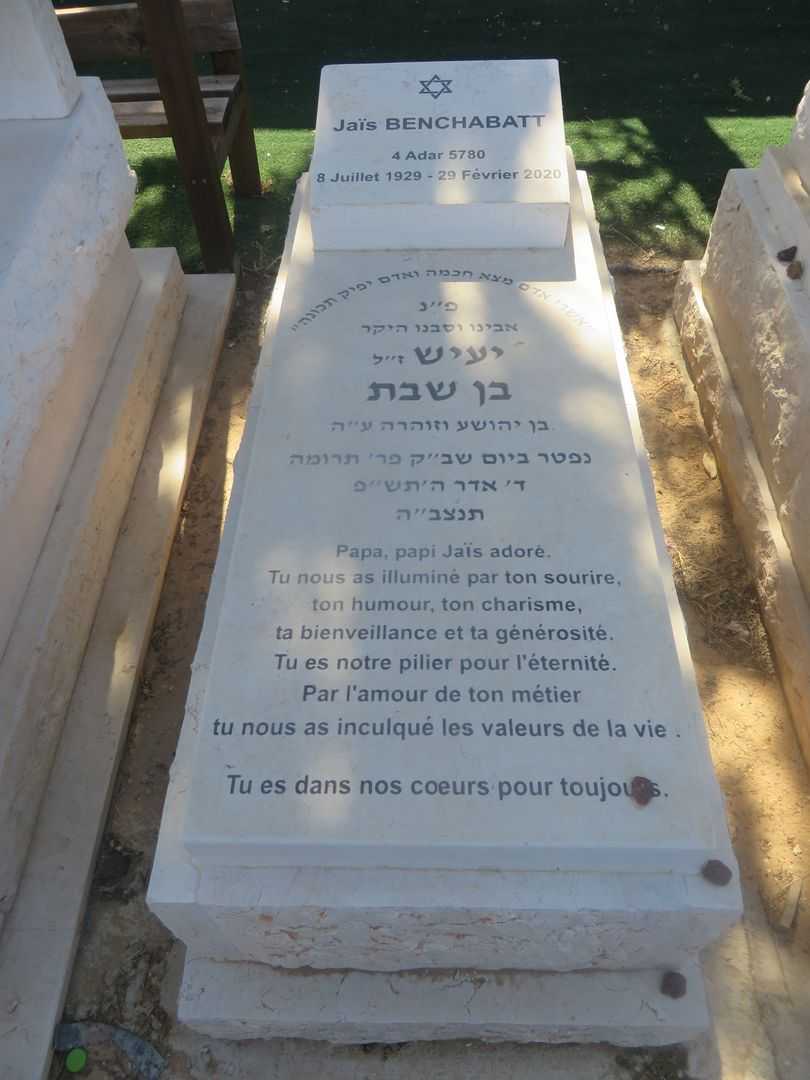 Jaïs BENCHABATT
4 Adar 5780
8 Juillet 1929 - 29 Février 2020
"אשרי אדם מצא חכמה ואדם יפיק תבונה"
פ״נ
אבינו וסבנו היקר
יעיש ז״ל
בן שבת
בן יהושע וזוהרה ע״ה
נפטר ביום שב״ק פר׳ תרומה
ד׳ אדר ה׳תש״פ
תנצב״ה
Papa, papi Jaïs adoré.
Tu nous as illuminé par ton sourire,
ton humour, ton charisme,
ta bienveillance et ta générosité.
Tu es notre pilier pour l'éternité.
Par l'amour de ton métier
tu nous as inculqué les valeurs de la vie .
Tu es dans nos coeurs pour toujours.